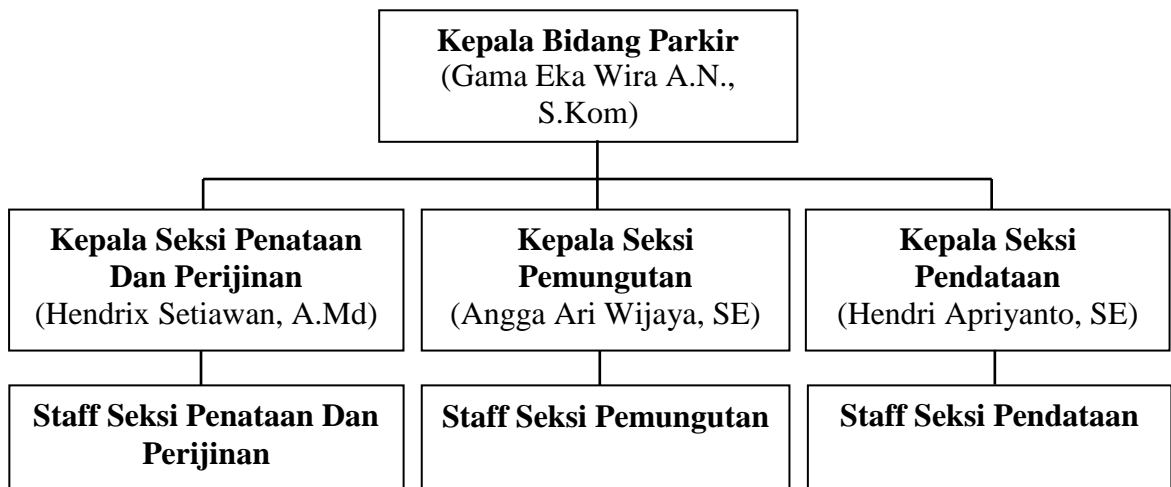 Kepala Bidang Parkir
(Gama Eka Wira A.N.,
S.Kom)
Kepala Seksi Penataan
Dan Perijinan
(Hendrix Setiawan, A.Md)
Kepala Seksi
Pemungutan
(Angga Ari Wijaya, SE)
Kepala Seksi
Pendataan
(Hendri Apriyanto, SE)
Staff Seksi Penataan Dan
Perijinan
Staff Seksi Pemungutan
Staff Seksi Pendataan